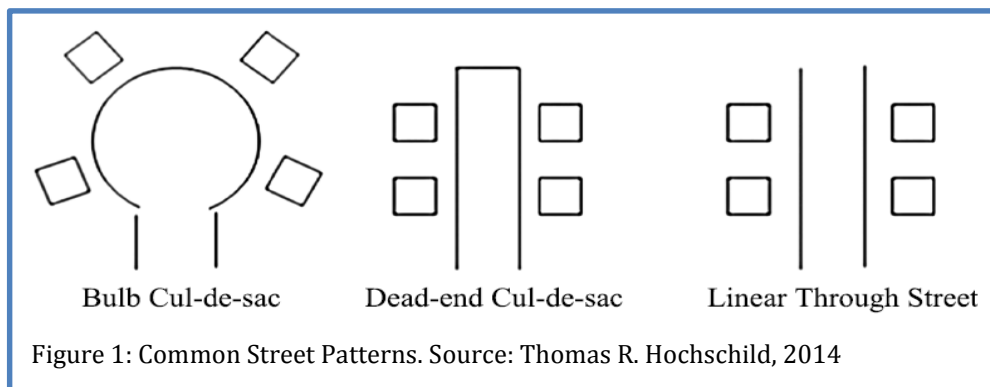 Bulb Cul-de-sac
Dead-end Cul-de-sac
Linear Through Street
Figure 1: Common Street Patterns. Source: Thomas R. Hochschild, 2014